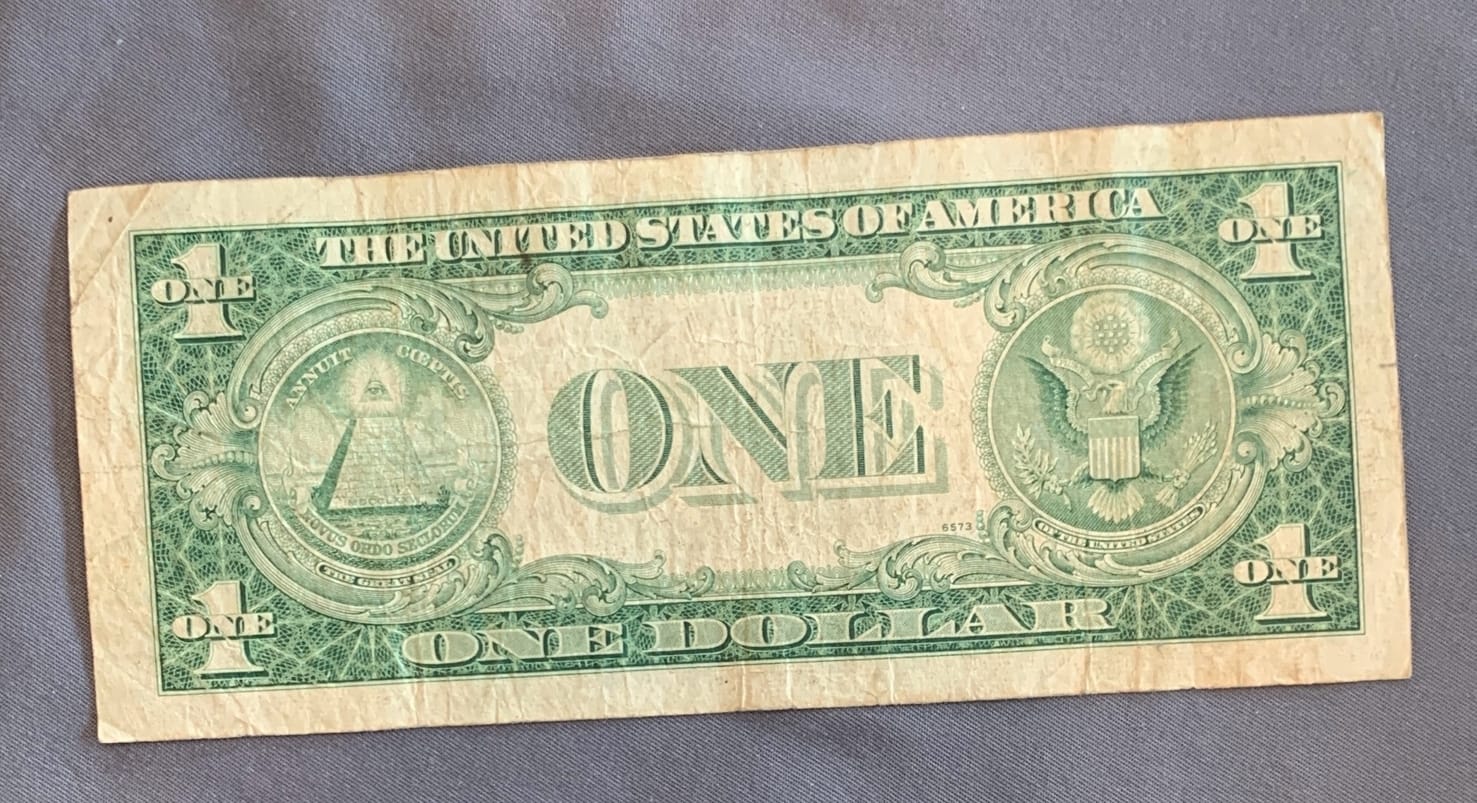 THE UNITED STATES OF AMERICA
1
ONE
1
ONE
ANNUIT CŒPTIS
ONE
6573
NOVUS ORDO SECLORUM
THE GREAT SEAL
OF THE UNITED STATES
1
ONE
1
ONE
ONE DOLLAR